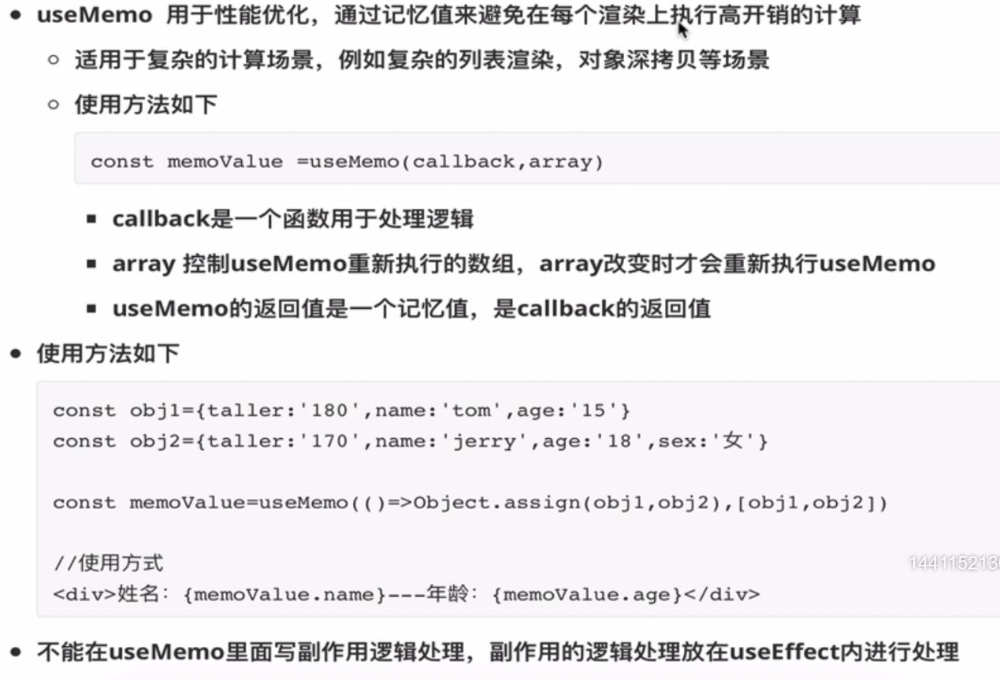 useMemo 用于性能优化，通过记忆值来避免在每个渲染上执行高开销的计算
适用于复杂的计算场景，例如复杂的列表渲染，对象深拷贝等场景
使用方法如下
const memoValue =useMemo(callback,array)
callback是一个函数用于处理逻辑
array 控制useMemo重新执行的数组，array改变时才会重新执行useMemo
useMemo的返回值是一个记忆值，是callback的返回值
使用方法如下
const obj1={taller:'180',name:'tom',age:'15'}
const obj2={taller:'170',name:'jerry',age:'18',sex:'女'}
const memoValue=useMemo(()=>Object.assign(obj1,obj2),[obj1,obj2])
//使用方式
144115213
<div>姓名：{memoValue.name}---年龄：{memoValue.age}</div>
不能在useMemo里面写副作用逻辑处理，副作用的逻辑处理放在useEffect内进行处理